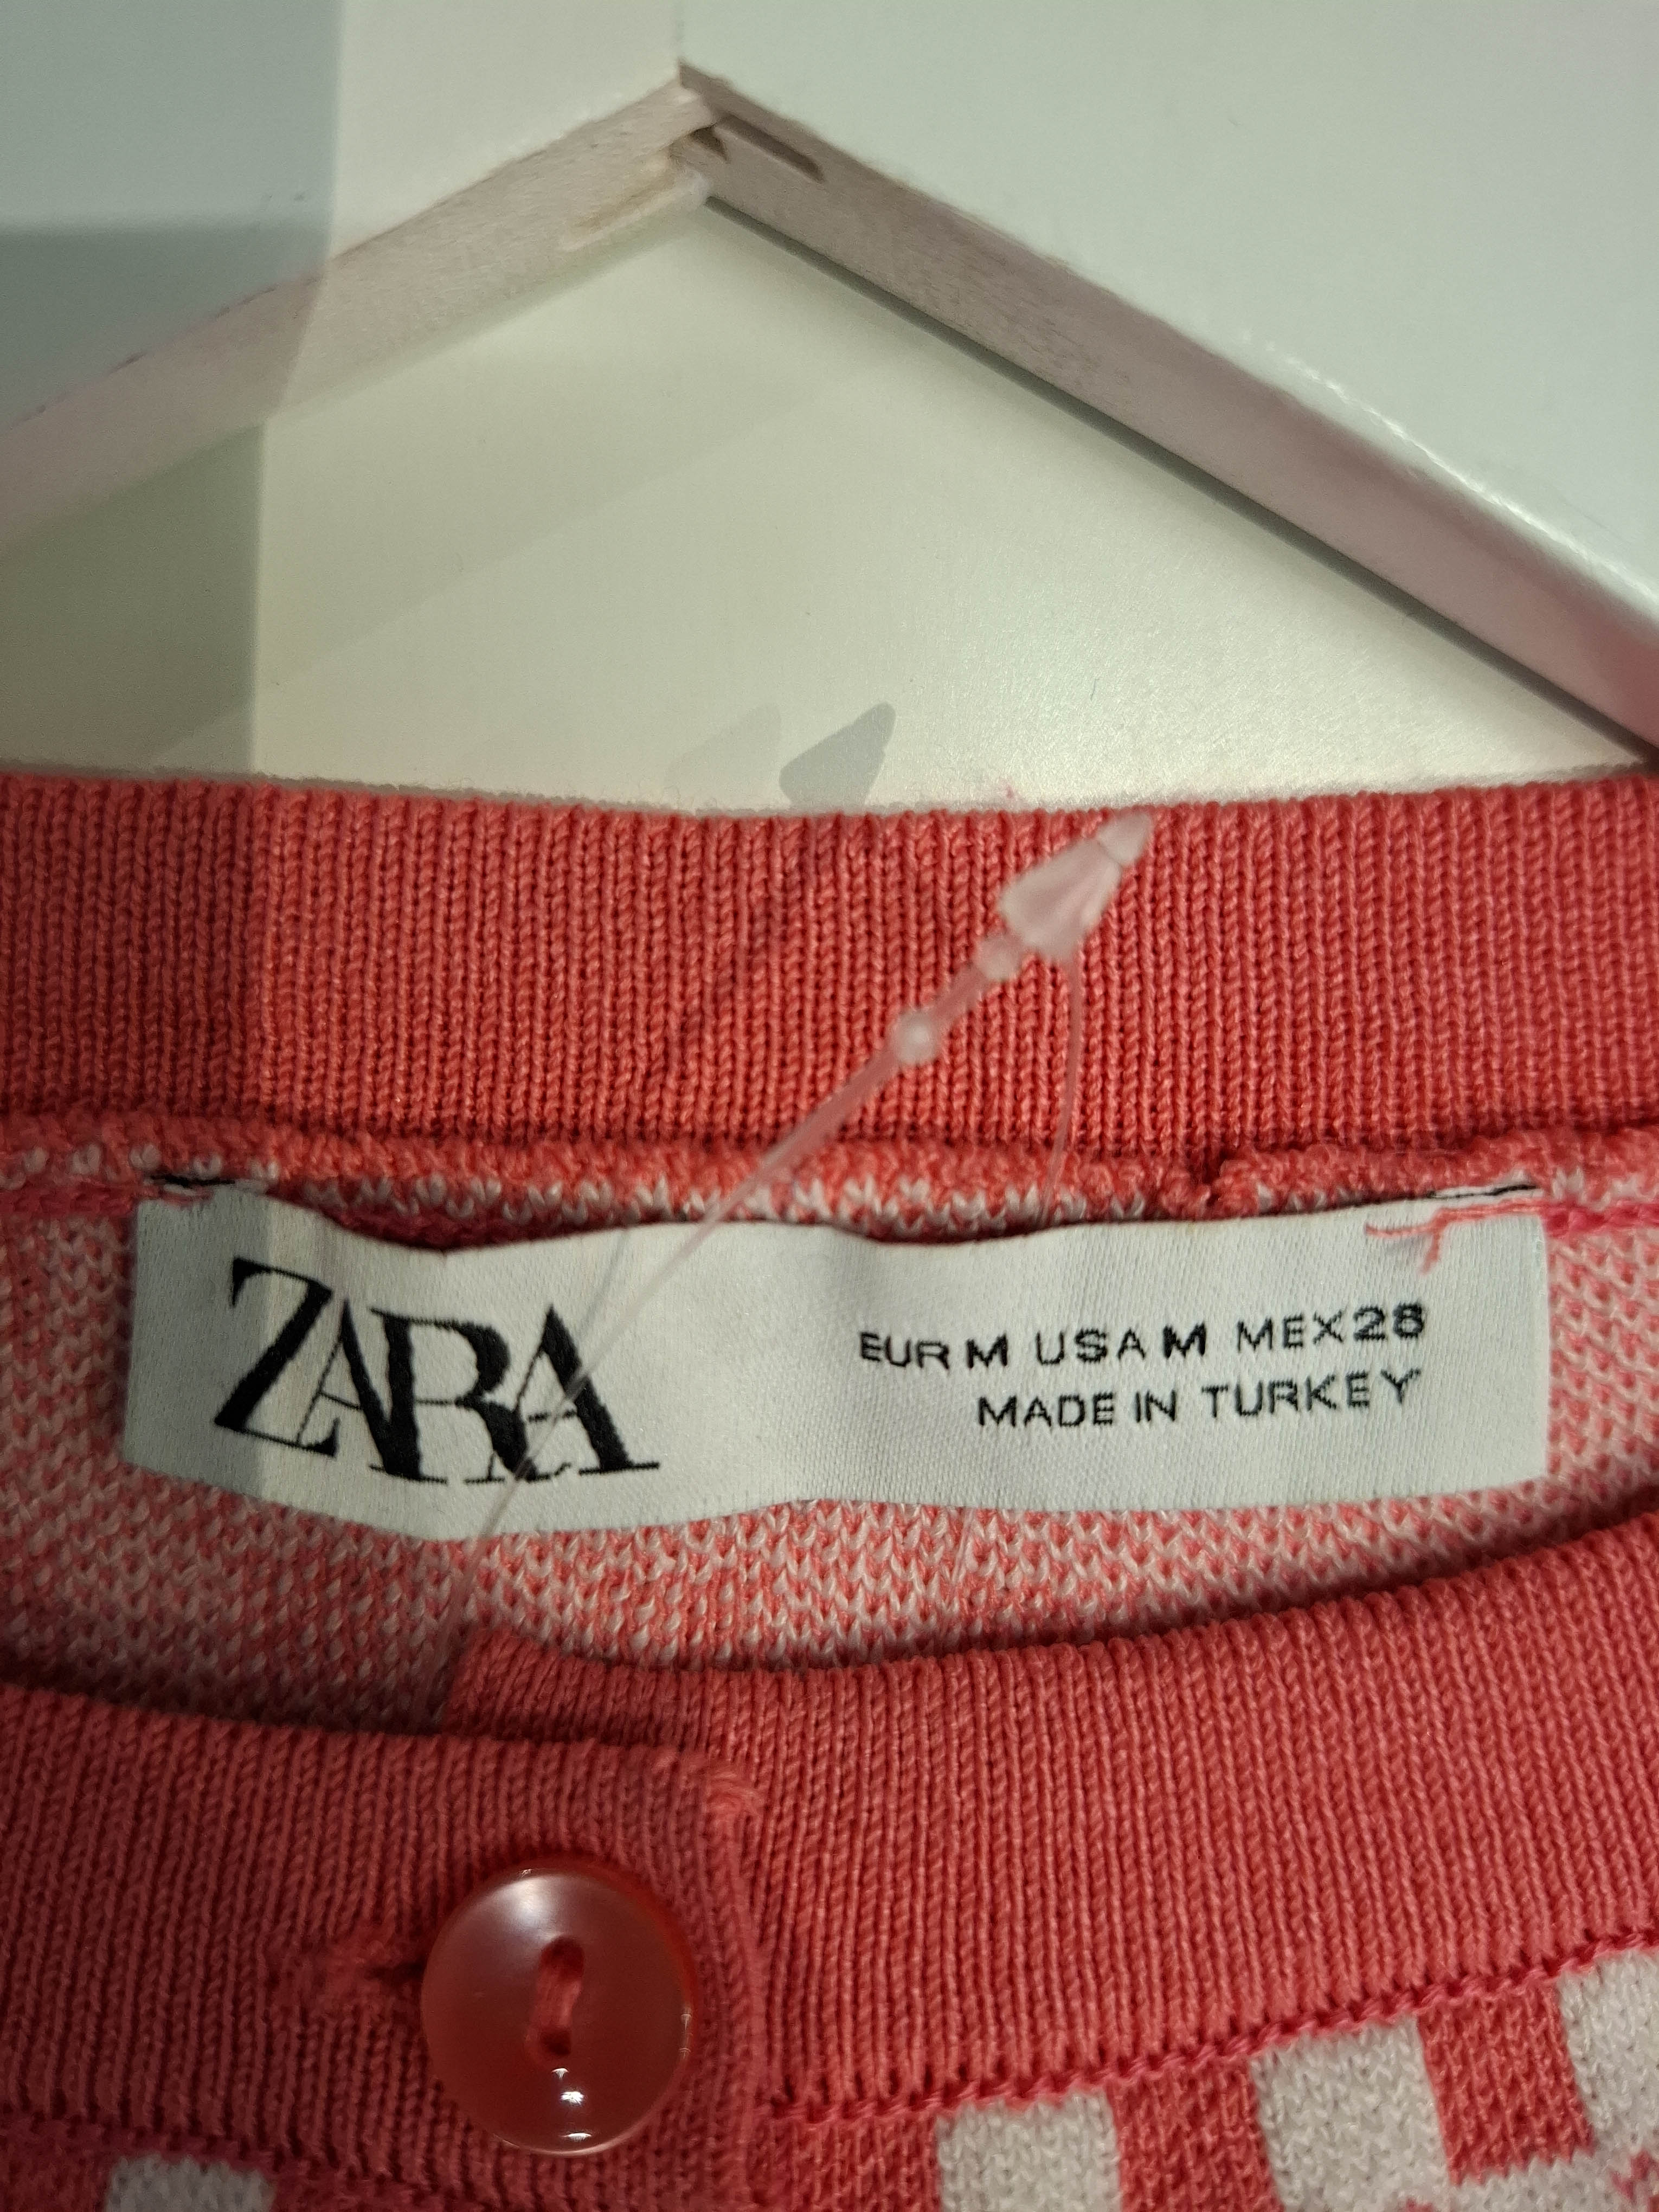 ZARA
EUR M USA M MEX 28
MADE IN TURKEY